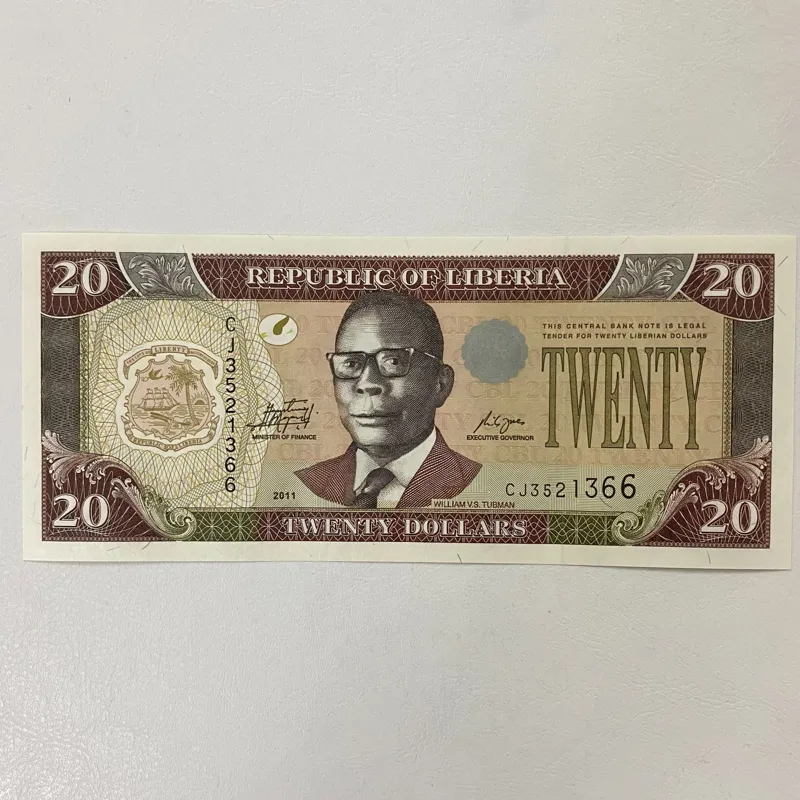 20
REPUBLIC OF LIBERIA
20
CJ3521366
LIBERTY
THIS CENTRAL BANK NOTE IS LEGAL
TENDER FOR TWENTY LIBERIAN DOLLARS
TWENTY
MINISTER OF FINANCE
EXECUTIVE GOVERNOR
2011
WILLIAM V.S. TUBMAN
CJ3521366
20
TWENTY DOLLARS
20